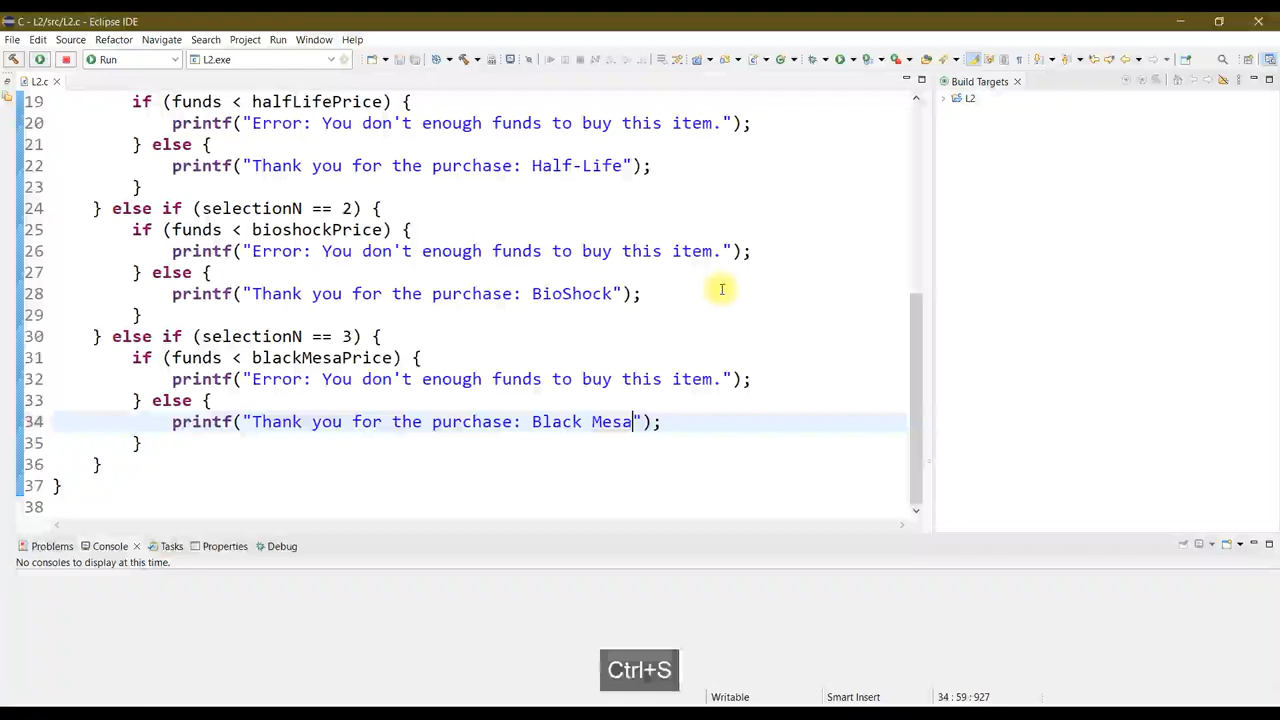 C - L2/src/L2.c - Eclipse IDE
File Edit Source Refactor Navigate Search Project Run Window Help
Run L2.exe
L2.c Build Targets
L2
19 if (funds < halfLifePrice) {
20 printf("Error: You don't enough funds to buy this item.");
21 } else {
22 printf("Thank you for the purchase: Half-Life");
23 }
24 } else if (selectionN == 2) {
25 if (funds < bioshockPrice) {
26 printf("Error: You don't enough funds to buy this item.");
27 } else {
28 printf("Thank you for the purchase: BioShock");
29 }
30 } else if (selectionN == 3) {
31 if (funds < blackMesaPrice) {
32 printf("Error: You don't enough funds to buy this item.");
33 } else {
34 printf("Thank you for the purchase: Black Mesa");
35 }
36 }
37 }
38
Problems Console Tasks Properties Debug
No consoles to display at this time.
Ctrl+S
Writable Smart Insert 34 : 59 : 927